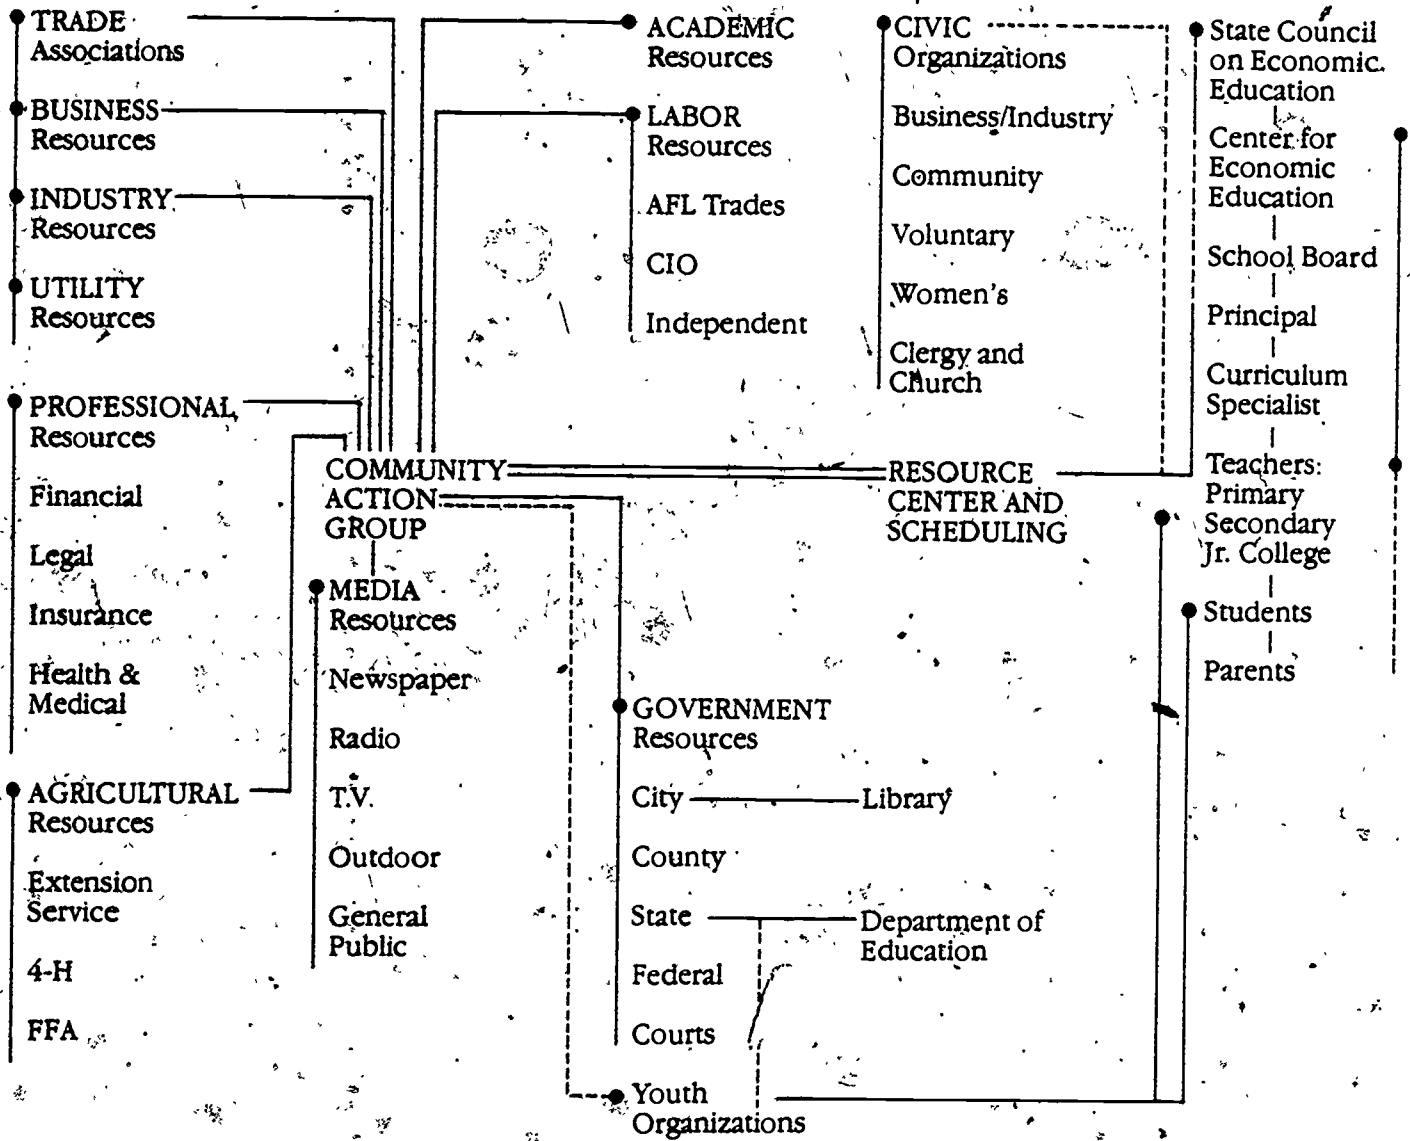 TRADE
Associations
BUSINESS
Resources
INDUSTRY
Resources
UTILITY
Resources
PROFESSIONAL
Resources
Financial
Legal
Insurance
Health &
Medical
AGRICULTURAL
Resources
Extension
Service
4-H
FFA
COMMUNITY
ACTION
GROUP
MEDIA
Resources
Newspaper
Radio
T.V.
Outdoor
General
Public
ACADEMIC
Resources
LABOR
Resources
AFL Trades
CIO
Independent
GOVERNMENT
Resources
City
Library
County
State
Department of
Education
Federal
Courts
Youth
Organizations
CIVIC
Organizations
Business/Industry
Community
Voluntary
Women's
Clergy and
Church
RESOURCE
CENTER AND
SCHEDULING
State Council
on Economic
Education
Center for
Economic
Education
School Board
Principal
Curriculum
Specialist
Teachers:
Primary
Secondary
Jr. College
Students
Parents